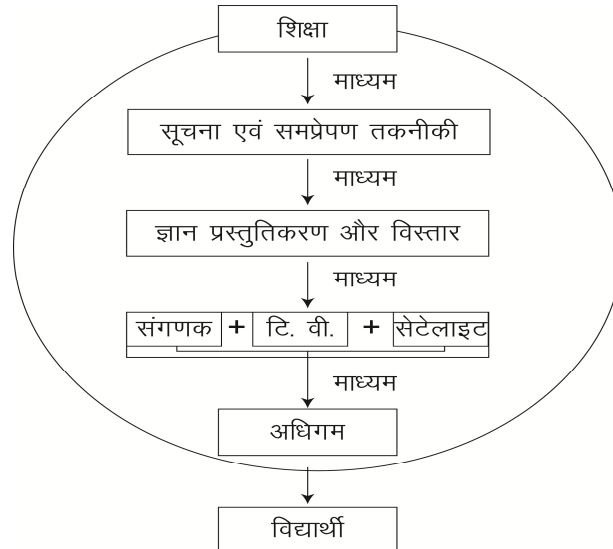 शिक्षा
माध्यम
सूचना एवं समप्रेपण तकनीकी
माध्यम
ज्ञान प्रस्तुतिकरण और विस्तार
माध्यम
संगणक + टि. वी. + सेटेलाइट
माध्यम
अधिगम
विद्यार्थी